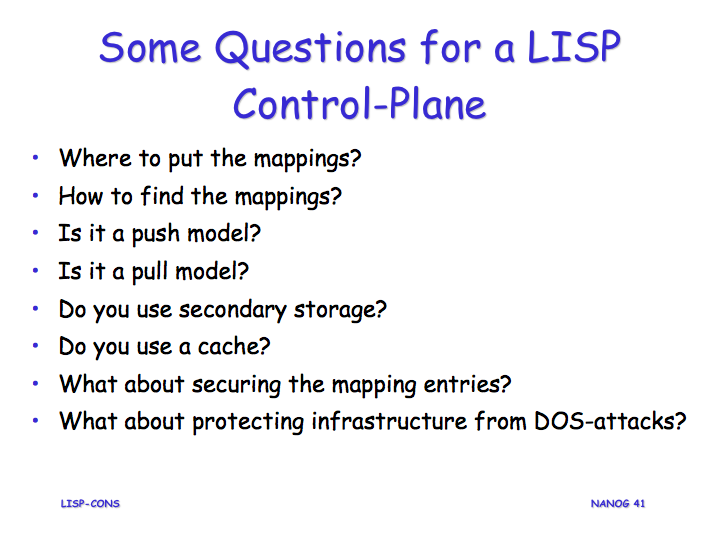 Some Questions for a LISP
Control-Plane
• Where to put the mappings?
• How to find the mappings?
• Is it a push model?
• Is it a pull model?
• Do you use secondary storage?
• Do you use a cache?
• What about securing the mapping entries?
• What about protecting infrastructure from DOS-attacks?
LISP-CONS
NANOG 41